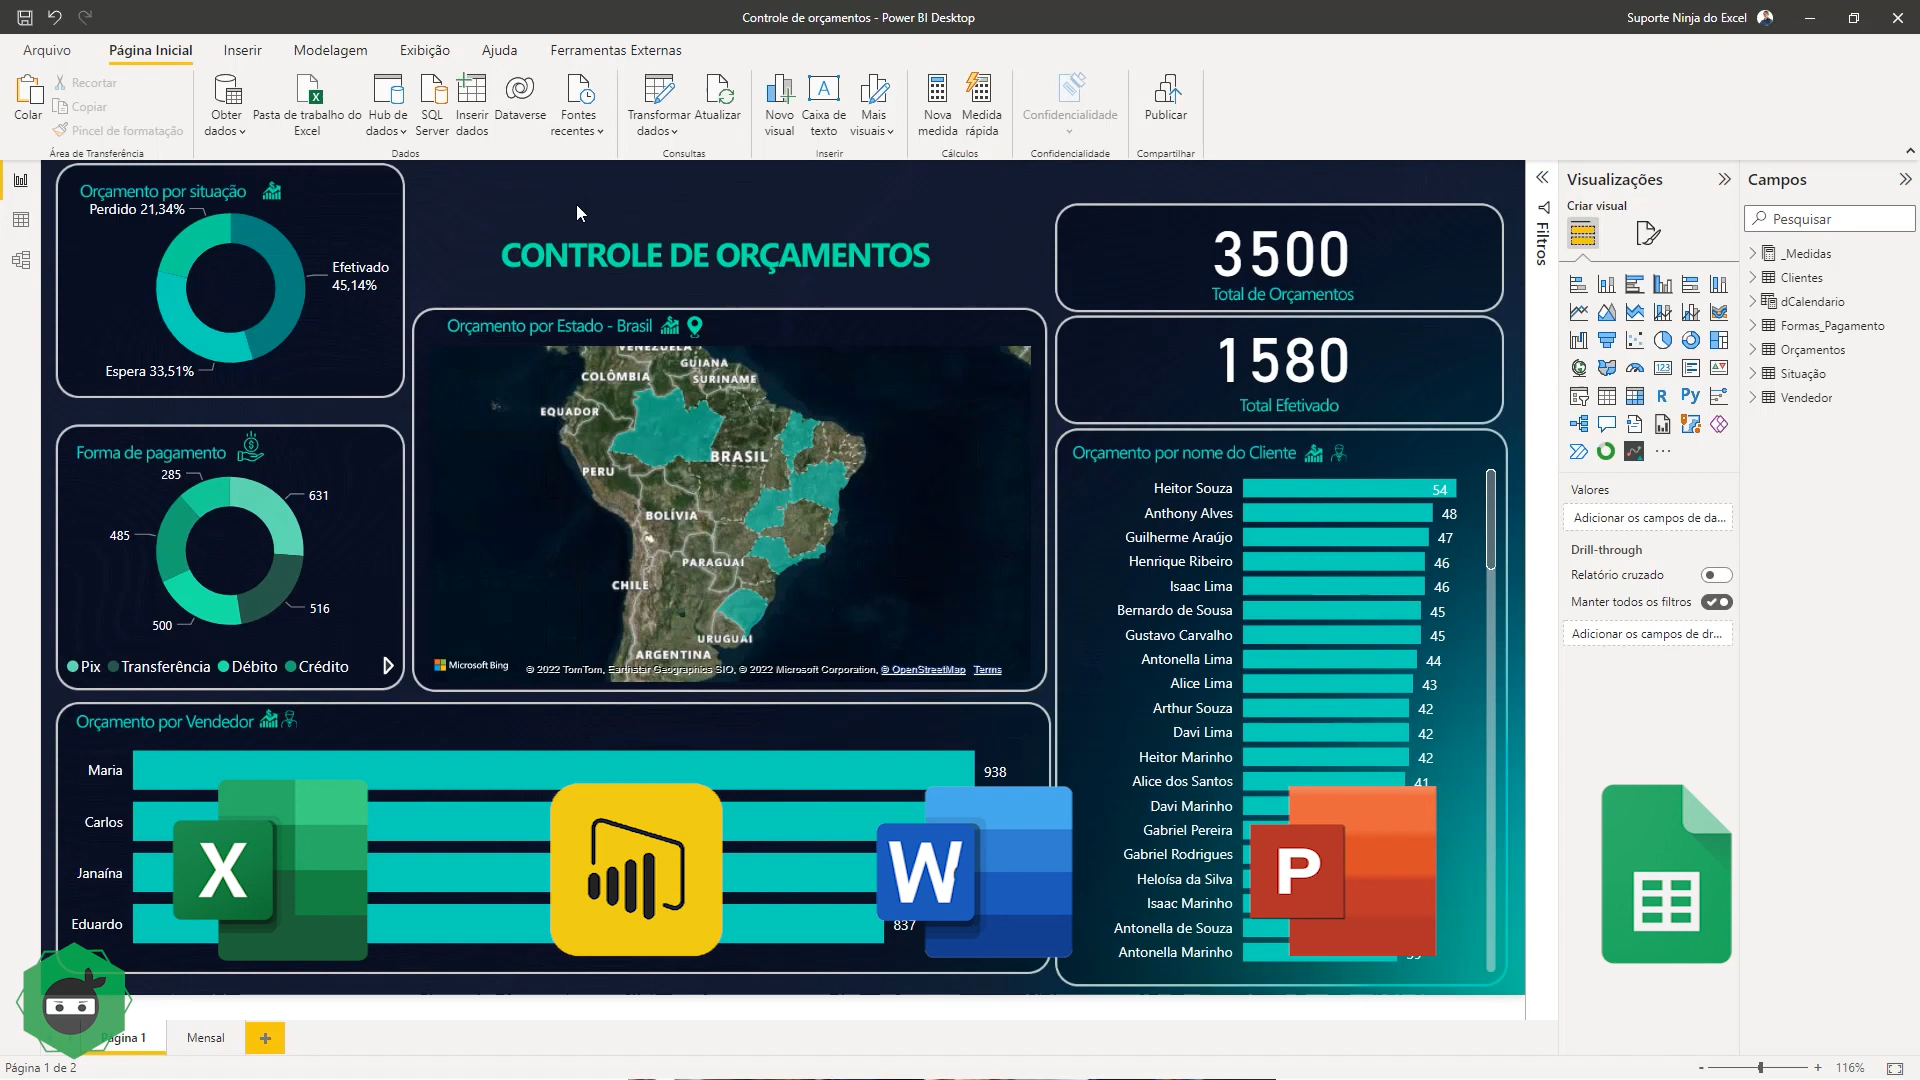 Controle de orçamentos - Power BI Desktop
Suporte Ninja do Excel
Arquivo
Página Inicial
Inserir
Modelagem
Exibição
Ajuda
Ferramentas Externas
Colar
Recortar
Copiar
Pincel de formatação
Área de Transferência
Obter dados
Pasta de trabalho do Excel
Hub de dados
SQL Server
Inserir dados
Dataverse
Fontes recentes
Dados
Transformar dados
Atualizar
Consultas
Novo visual
Caixa de texto
Mais visuais
Inserir
Nova medida
Medida rápida
Cálculos
Confidencialidade
Confidencialidade
Publicar
Compartilhar
Orçamento por situação
Perdido 21,34%
Efetivado
45,14%
Espera 33,51%
CONTROLE DE ORÇAMENTOS
3500
Total de Orçamentos
1580
Total Efetivado
Forma de pagamento
285
631
485
516
500
Pix
Transferência
Débito
Crédito
Orçamento por Estado - Brasil
VENEZUELA
GUIANA
COLÔMBIA
SURINAME
EQUADOR
BRASIL
PERU
BOLÍVIA
PARAGUAI
CHILE
URUGUAI
ARGENTINA
Microsoft Bing
© 2022 TomTom, Earthstar Geographics SIO, © 2022 Microsoft Corporation, © OpenStreetMap Terms
Orçamento por nome do Cliente
Heitor Souza 54
Anthony Alves 48
Guilherme Araújo 47
Henrique Ribeiro 46
Isaac Lima 46
Bernardo de Sousa 45
Gustavo Carvalho 45
Antonella Lima 44
Alice Lima 43
Arthur Souza 42
Davi Lima 42
Heitor Marinho 42
Alice dos Santos 41
Davi Marinho
Gabriel Pereira
Gabriel Rodrigues
Heloísa da Silva
Isaac Marinho
Antonella de Souza
Antonella Marinho
Orçamento por Vendedor
Maria 938
Carlos
Janaína
Eduardo 837
X
W
P
Filtros
Visualizações
Criar visual
R
Py
123
Valores
Adicionar os campos de da...
Drill-through
Relatório cruzado
Manter todos os filtros
Adicionar os campos de dr...
Campos
Pesquisar
_Medidas
Clientes
dCalendario
Formas_Pagamento
Orçamentos
Situação
Vendedor
Página 1
Mensal
Página 1 de 2
116%